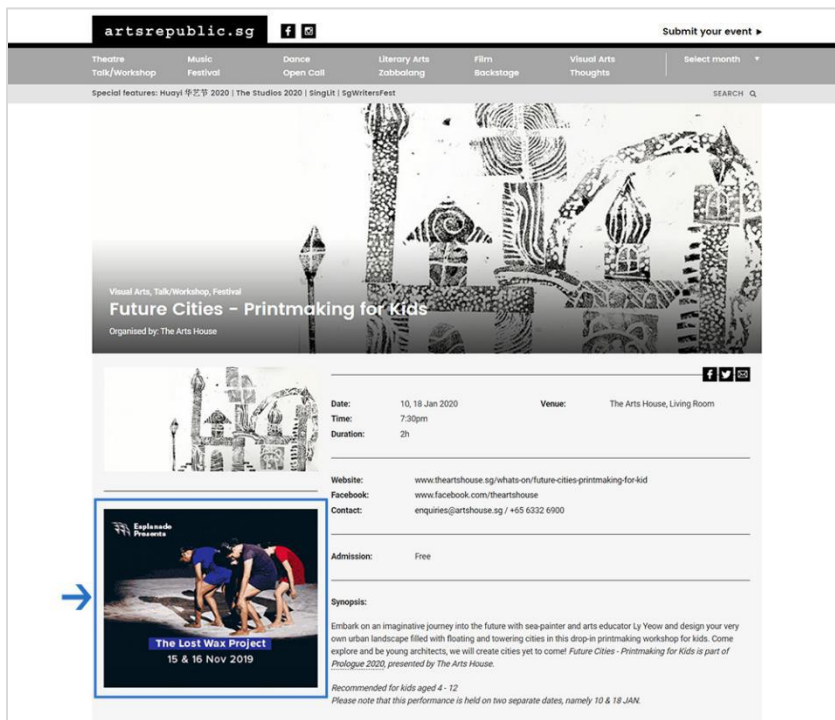 artsrepublic.sg
Submit your event ▸
Theatre Music Dance Literary Arts Film Visual Arts Select month
Talk/Workshop Festival Open Call Zabbalang Backstage Thoughts
Special features: Huayi 华艺节 2020 | The Studios 2020 | SingLit | SgWritersFest SEARCH
Visual Arts, Talk/Workshop, Festival
Future Cities - Printmaking for Kids
Organised by: The Arts House
Date: 10, 18 Jan 2020 Venue: The Arts House, Living Room
Time: 7:30pm
Duration: 2h
Website: www.theartshouse.sg/whats-on/future-cities-printmaking-for-kid
Facebook: www.facebook.com/theartshouse
Contact: enquiries@artshouse.sg / +65 6332 6900
Admission: Free
Esplanade
Presents
The Lost Wax Project
15 & 16 Nov 2019
Synopsis:
Embark on an imaginative journey into the future with sea-painter and arts educator Ly Yeow and design your very
own urban landscape filled with floating and towering cities in this drop-in printmaking workshop for kids. Come
explore and be young architects, we will create cities yet to come! Future Cities - Printmaking for Kids is part of
Prologue 2020, presented by The Arts House.
Recommended for kids aged 4 - 12
Please note that this performance is held on two separate dates, namely 10 & 18 JAN.